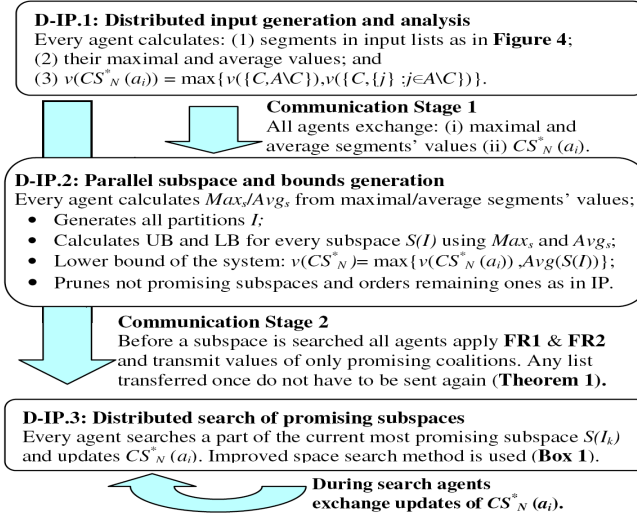 D-IP.1: Distributed input generation and analysis
Every agent calculates: (1) segments in input lists as in Figure 4;
(2) their maximal and average values; and
(3) v(CS*N (ai)) = max{v({C,A\C}),v({C,{j} :j∈A\C})}.
Communication Stage 1
All agents exchange: (i) maximal and
average segments' values (ii) CS*N (ai).
D-IP.2: Parallel subspace and bounds generation
Every agent calculates Maxs/Avgs from maximal/average segments' values;
• Generates all partitions I;
• Calculates UB and LB for every subspace S(I) using Maxs and Avgs;
• Lower bound of the system: v(CS*N )= max{v(CS*N (ai)) ,Avg(S(I))};
• Prunes not promising subspaces and orders remaining ones as in IP.
Communication Stage 2
Before a subspace is searched all agents apply FR1 & FR2
and transmit values of only promising coalitions. Any list
transferred once do not have to be sent again (Theorem 1).
D-IP.3: Distributed search of promising subspaces
Every agent searches a part of the current most promising subspace S(Ik)
and updates CS*N (ai). Improved space search method is used (Box 1).
During search agents
exchange updates of CS*N (ai).